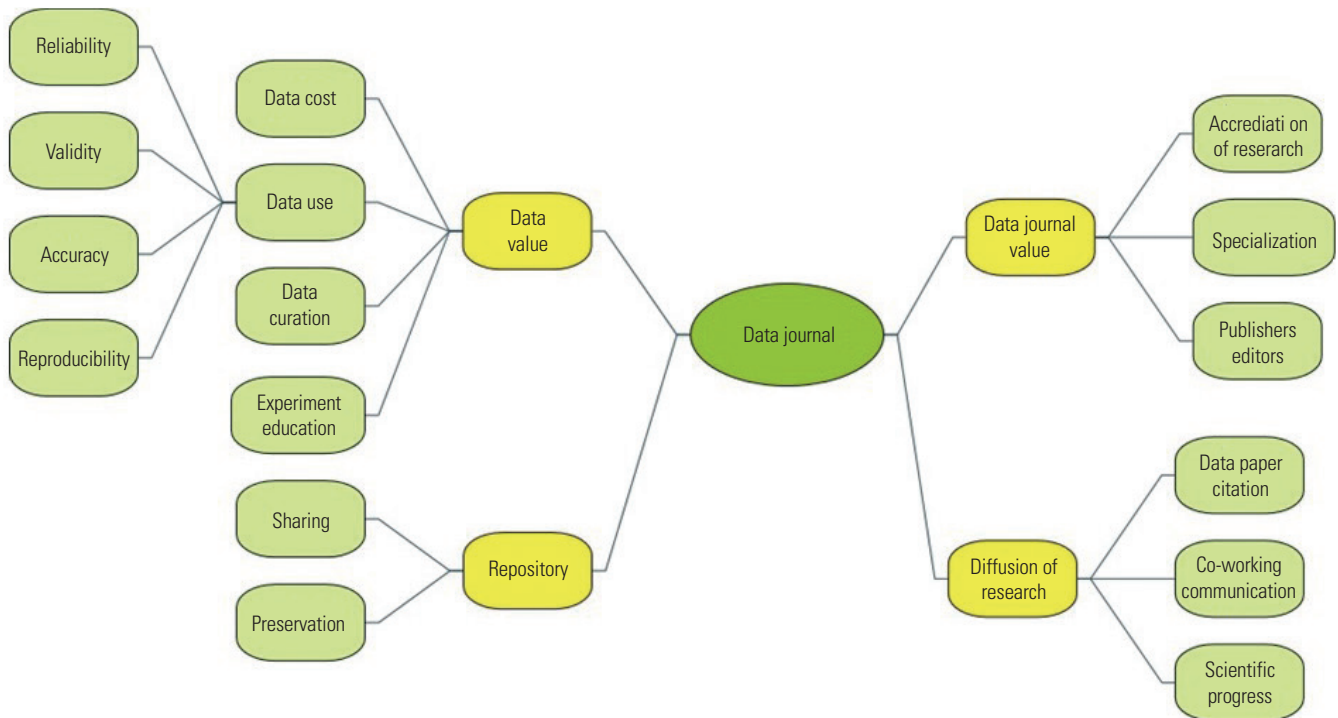 Reliability
Validity
Accuracy
Reproducibility
Data cost
Data use
Data
curation
Experiment
education
Sharing
Preservation
Data
value
Repository
Data journal
Data journal
value
Diffusion of
research
Accrediati on
of reserarch
Specialization
Publishers
editors
Data paper
citation
Co-working
communication
Scientific
progress